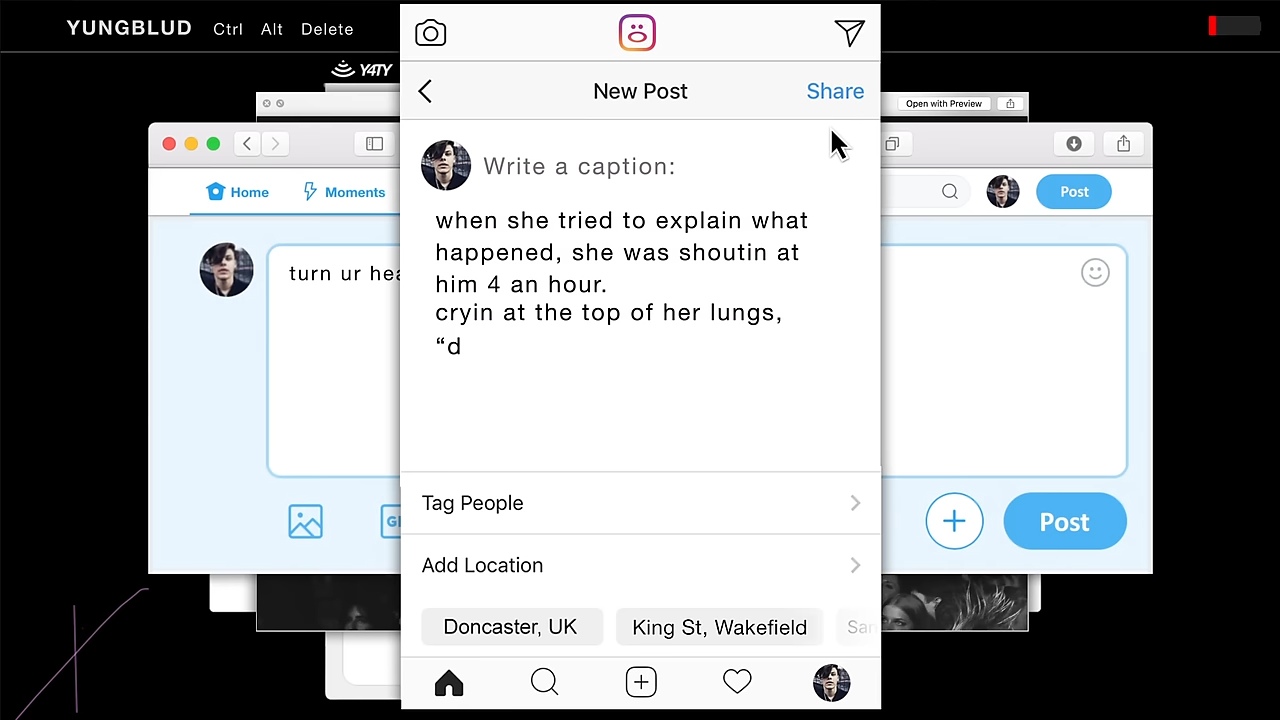 YUNGBLUD Ctrl Alt Delete
Y4TY
New Post
Share
Open with Preview
Write a caption:
Home
Moments
Post
when she tried to explain what
happened, she was shoutin at
him 4 an hour.
cryin at the top of her lungs,
“d
turn ur hea
Tag People
GI
Post
Add Location
Doncaster, UK
King St, Wakefield
San